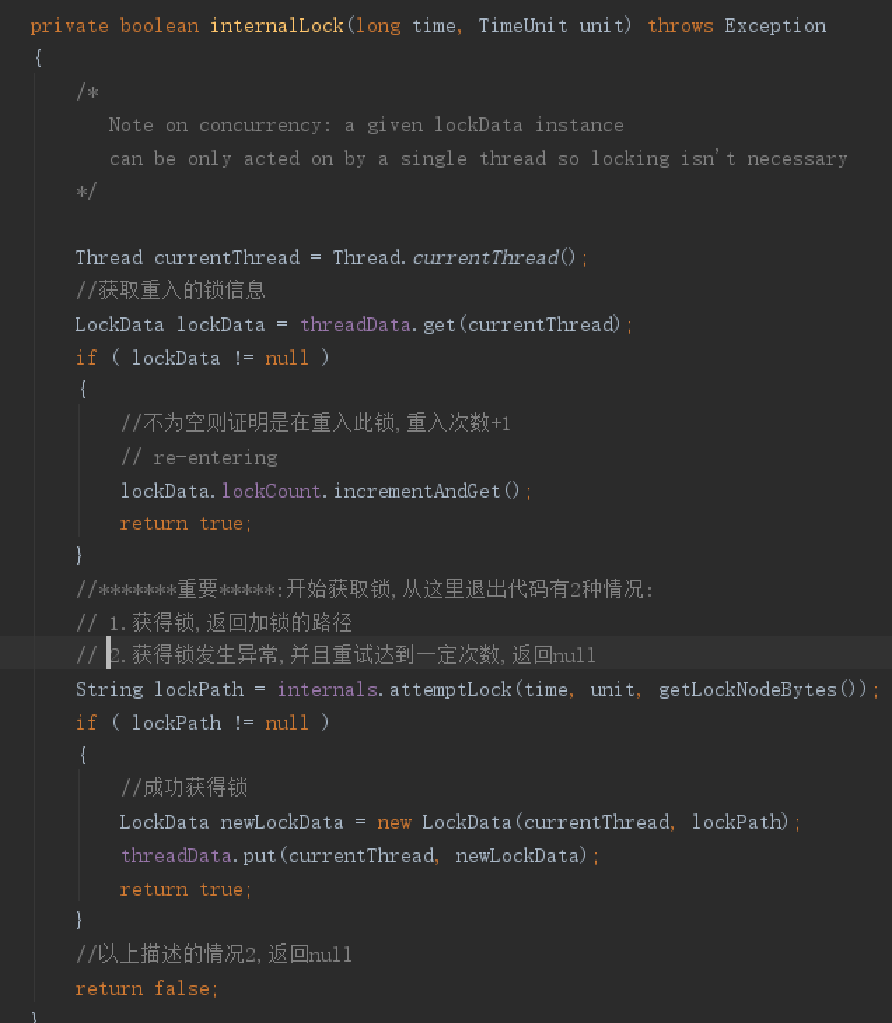 private boolean internalLock(long time, TimeUnit unit) throws Exception
{
/*
Note on concurrency: a given lockData instance
can be only acted on by a single thread so locking isn't necessary
*/
Thread currentThread = Thread.currentThread();
//获取重入的锁信息
LockData lockData = threadData.get(currentThread);
if ( lockData != null )
{
//不为空则证明是在重入此锁,重入次数+1
// re-entering
lockData.lockCount.incrementAndGet();
return true;
}
//*******重要*****:开始获取锁,从这里退出代码有2种情况:
// 1.获得锁,返回加锁的路径
// 2.获得锁发生异常,并且重试达到一定次数,返回null
String lockPath = internals.attemptLock(time, unit, getLockNodeBytes());
if ( lockPath != null )
{
//成功获得锁
LockData newLockData = new LockData(currentThread, lockPath);
threadData.put(currentThread, newLockData);
return true;
}
//以上描述的情况2,返回null
return false;
}